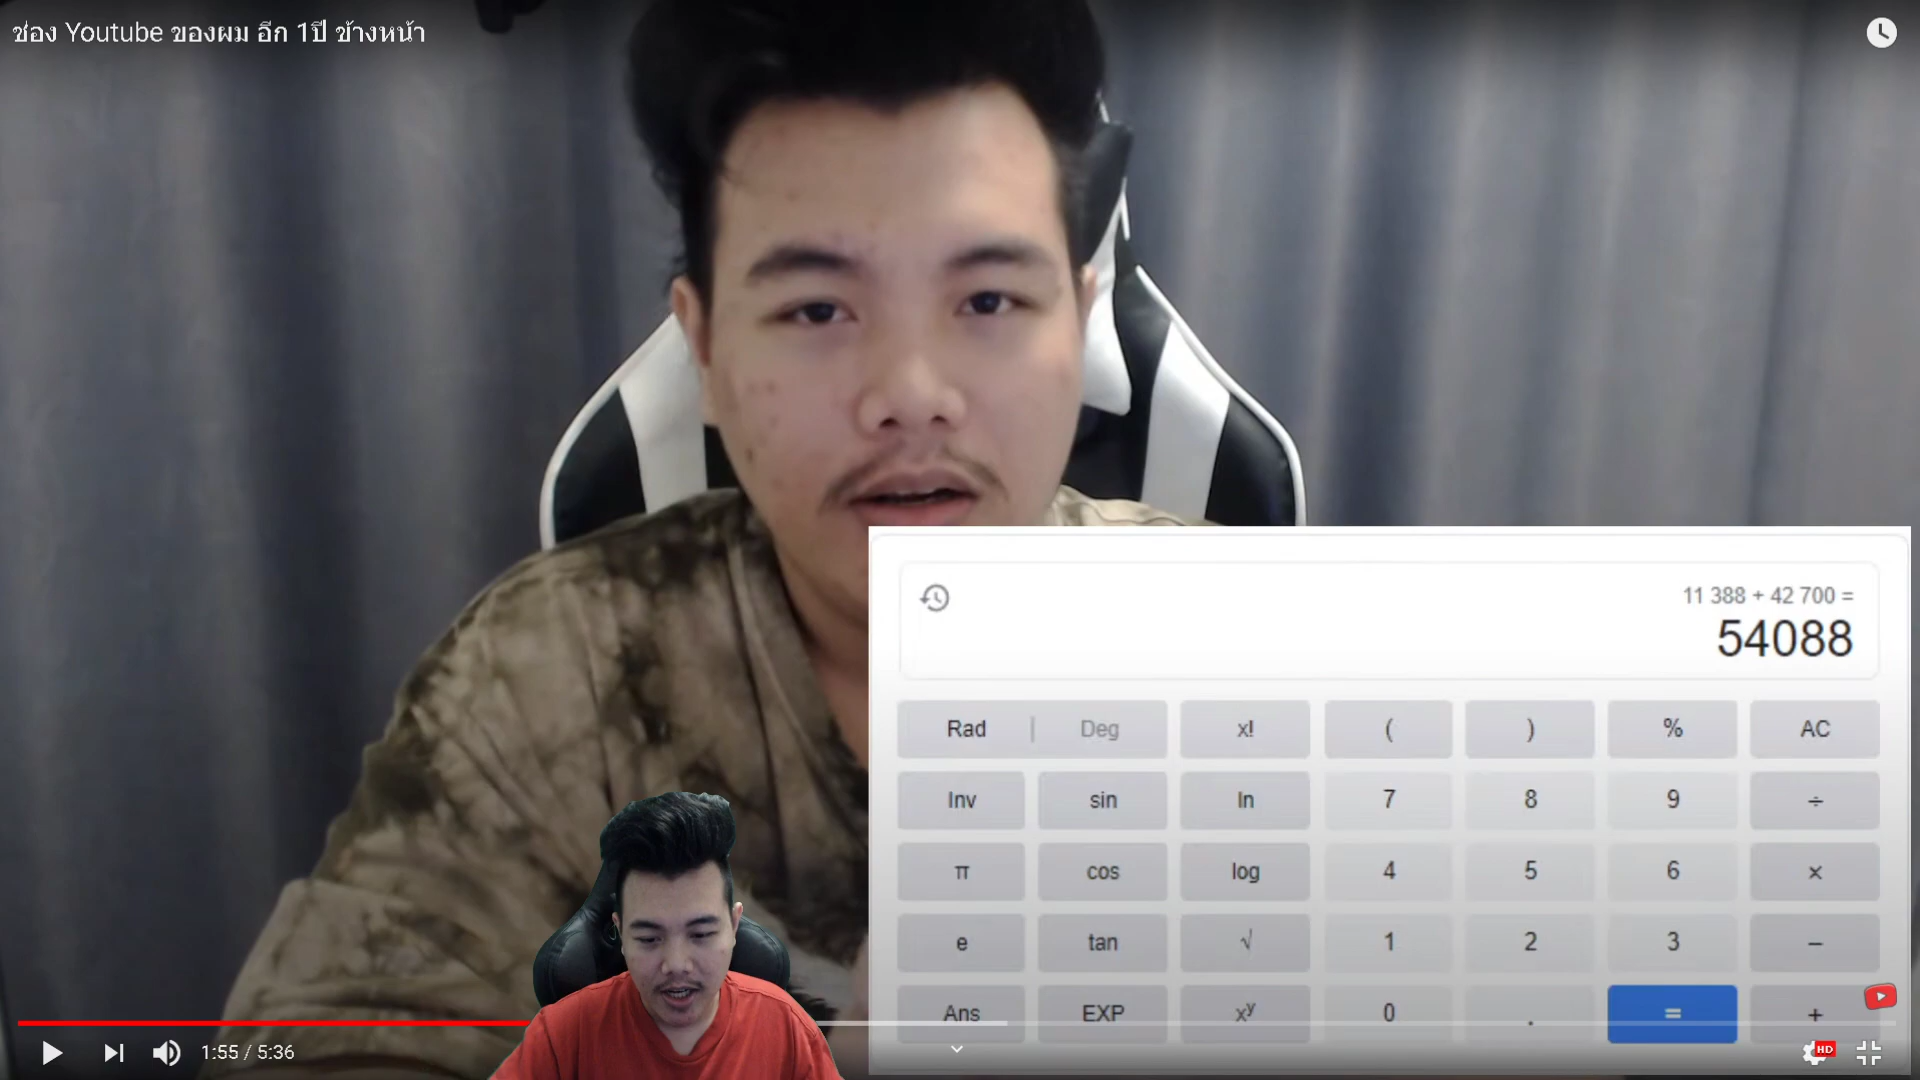 ช่อง Youtube ของผม อีก 1ปี ข้างหน้า
11 388 + 42 700 =
54088
Rad | Deg x! ( ) % AC
Inv sin ln 7 8 9 ÷
π cos log 4 5 6 ×
e tan √ 1 2 3 −
Ans EXP xʸ 0 . = +
1:55 / 5:36
HD